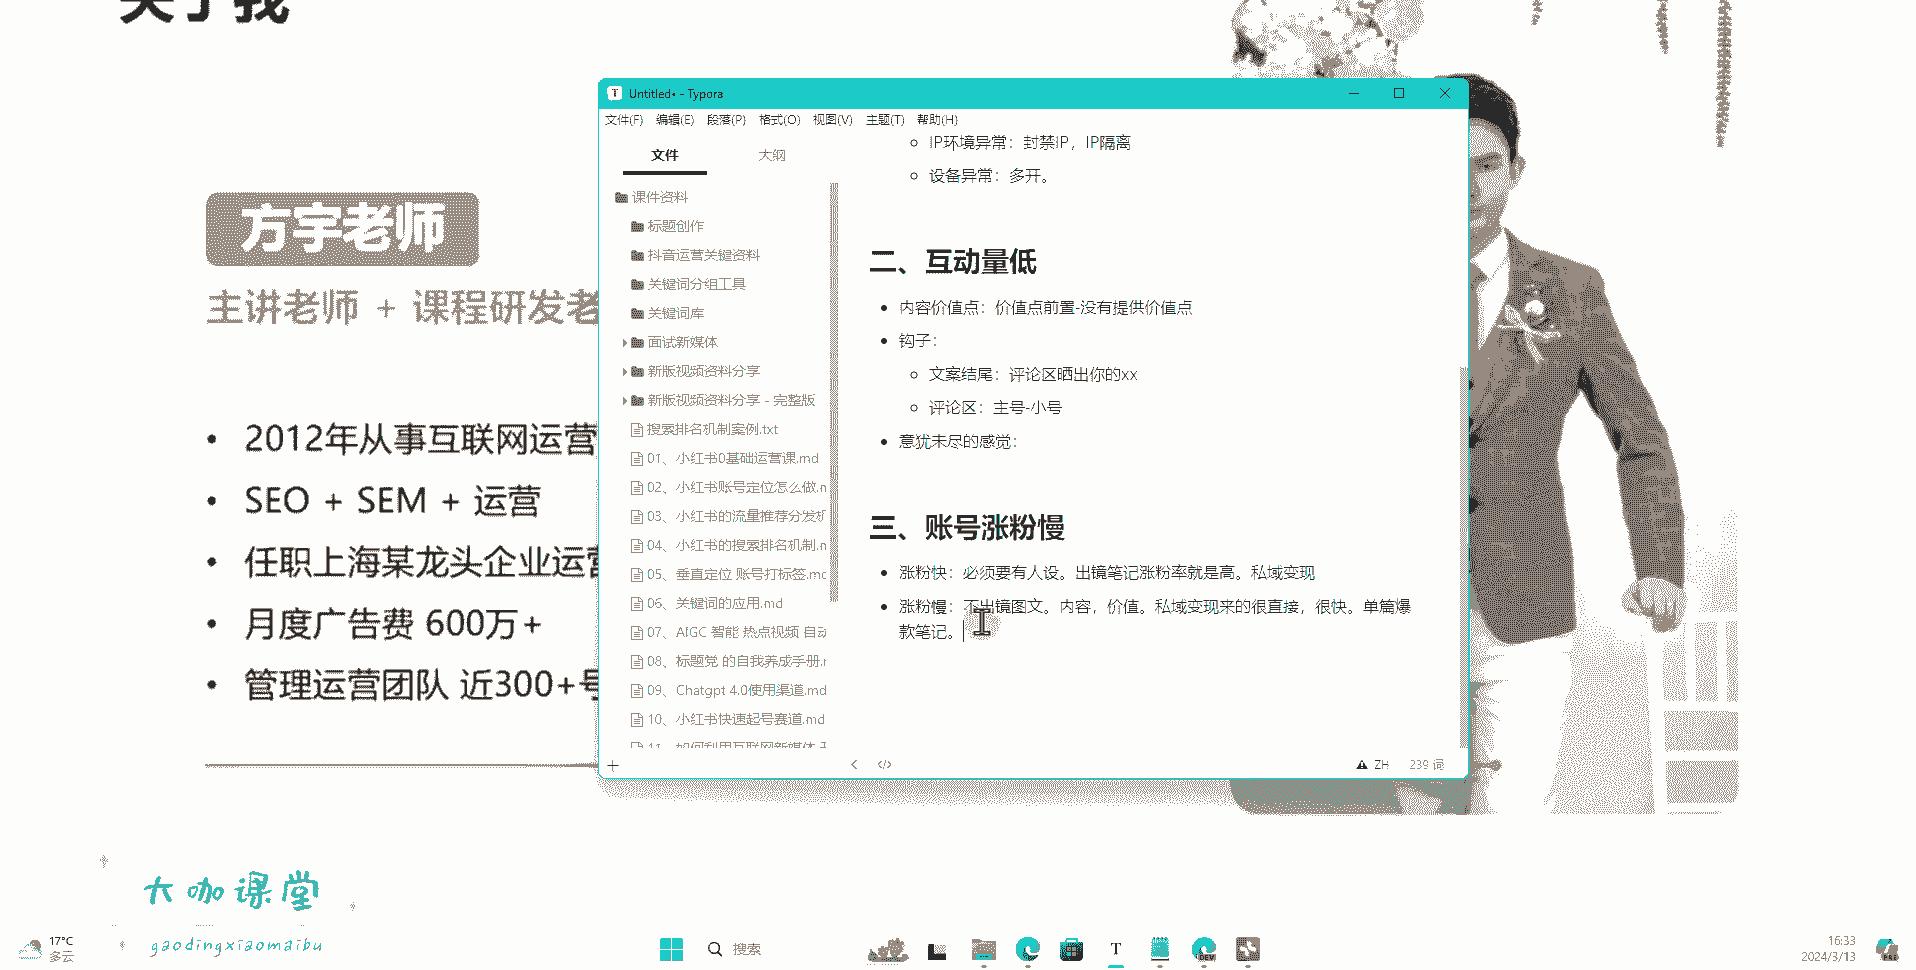 关于我
方宇老师
主讲老师 + 课程研发老
2012年从事互联网运营
SEO + SEM + 运营
任职上海某龙头企业运营
月度广告费 600万+
管理运营团队 近300+号
大咖课堂
gaodingxiaomaibu
Untitled• - Typora
文件(F) 编辑(E) 段落(P) 格式(O) 视图(V) 主题(T) 帮助(H)
文件 大纲
课件资料
标题创作
抖音运营关键资料
关键词分组工具
关键词库
面试新媒体
新版视频资料分享
新版视频资料分享 - 完整版
搜索排名机制案例.txt
01、小红书0基础运营课.md
02、小红书账号定位怎么做.m
03、小红书的流量推荐分发机
04、小红书的搜索排名机制.m
05、垂直定位 账号打标签.md
06、关键词的应用.md
07、AIGC 智能 热点视频 自动
08、标题党 的自我养成手册.m
09、Chatgpt 4.0使用渠道.md
10、小红书快速起号赛道.md
11、如何利用互联网新媒体
IP环境异常：封禁IP，IP隔离
设备异常：多开。
二、互动量低
内容价值点：价值点前置-没有提供价值点
钩子：
文案结尾：评论区晒出你的xx
评论区：主号-小号
意犹未尽的感觉：
三、账号涨粉慢
涨粉快：必须要有人设。出镜笔记涨粉率就是高。私域变现
涨粉慢：不出镜图文。内容，价值。私域变现来的很直接，很快。单篇爆
款笔记。
ZH 239 词
17°C
多云
搜索
T
DEV
16:33
2024/3/13
PRE